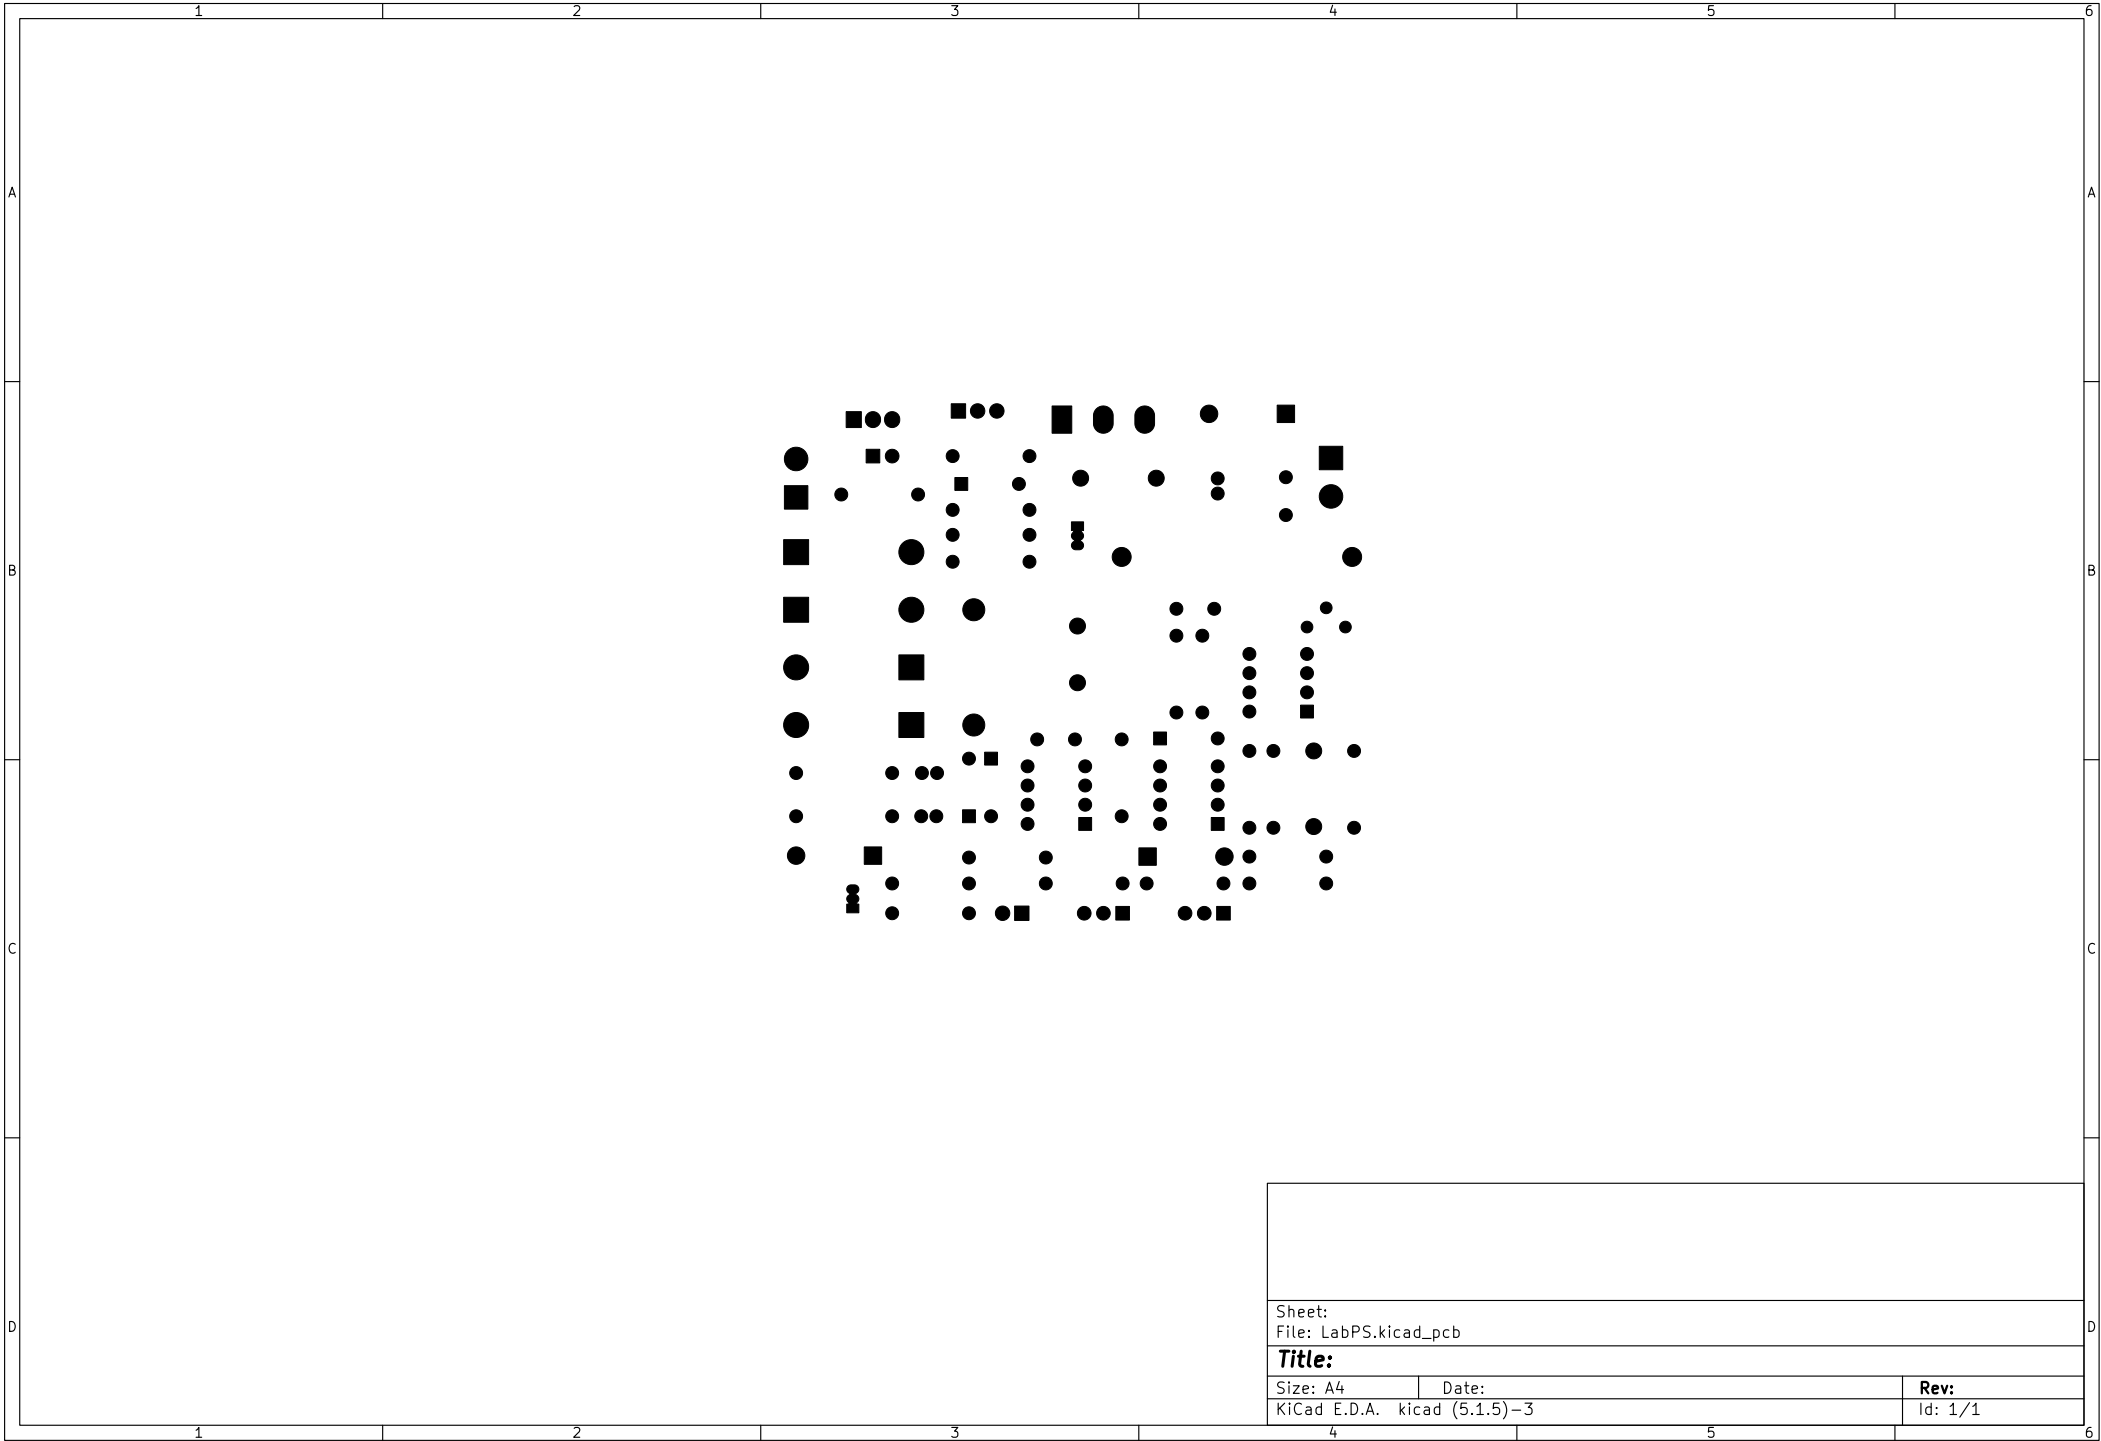 1 2 3 4 5 6
A A
B B
C C
D D
Sheet:
File: LabPS.kicad_pcb
Title:
Size: A4 Date: Rev:
KiCad E.D.A. kicad (5.1.5)-3 Id: 1/1
1 2 3 4 5 6